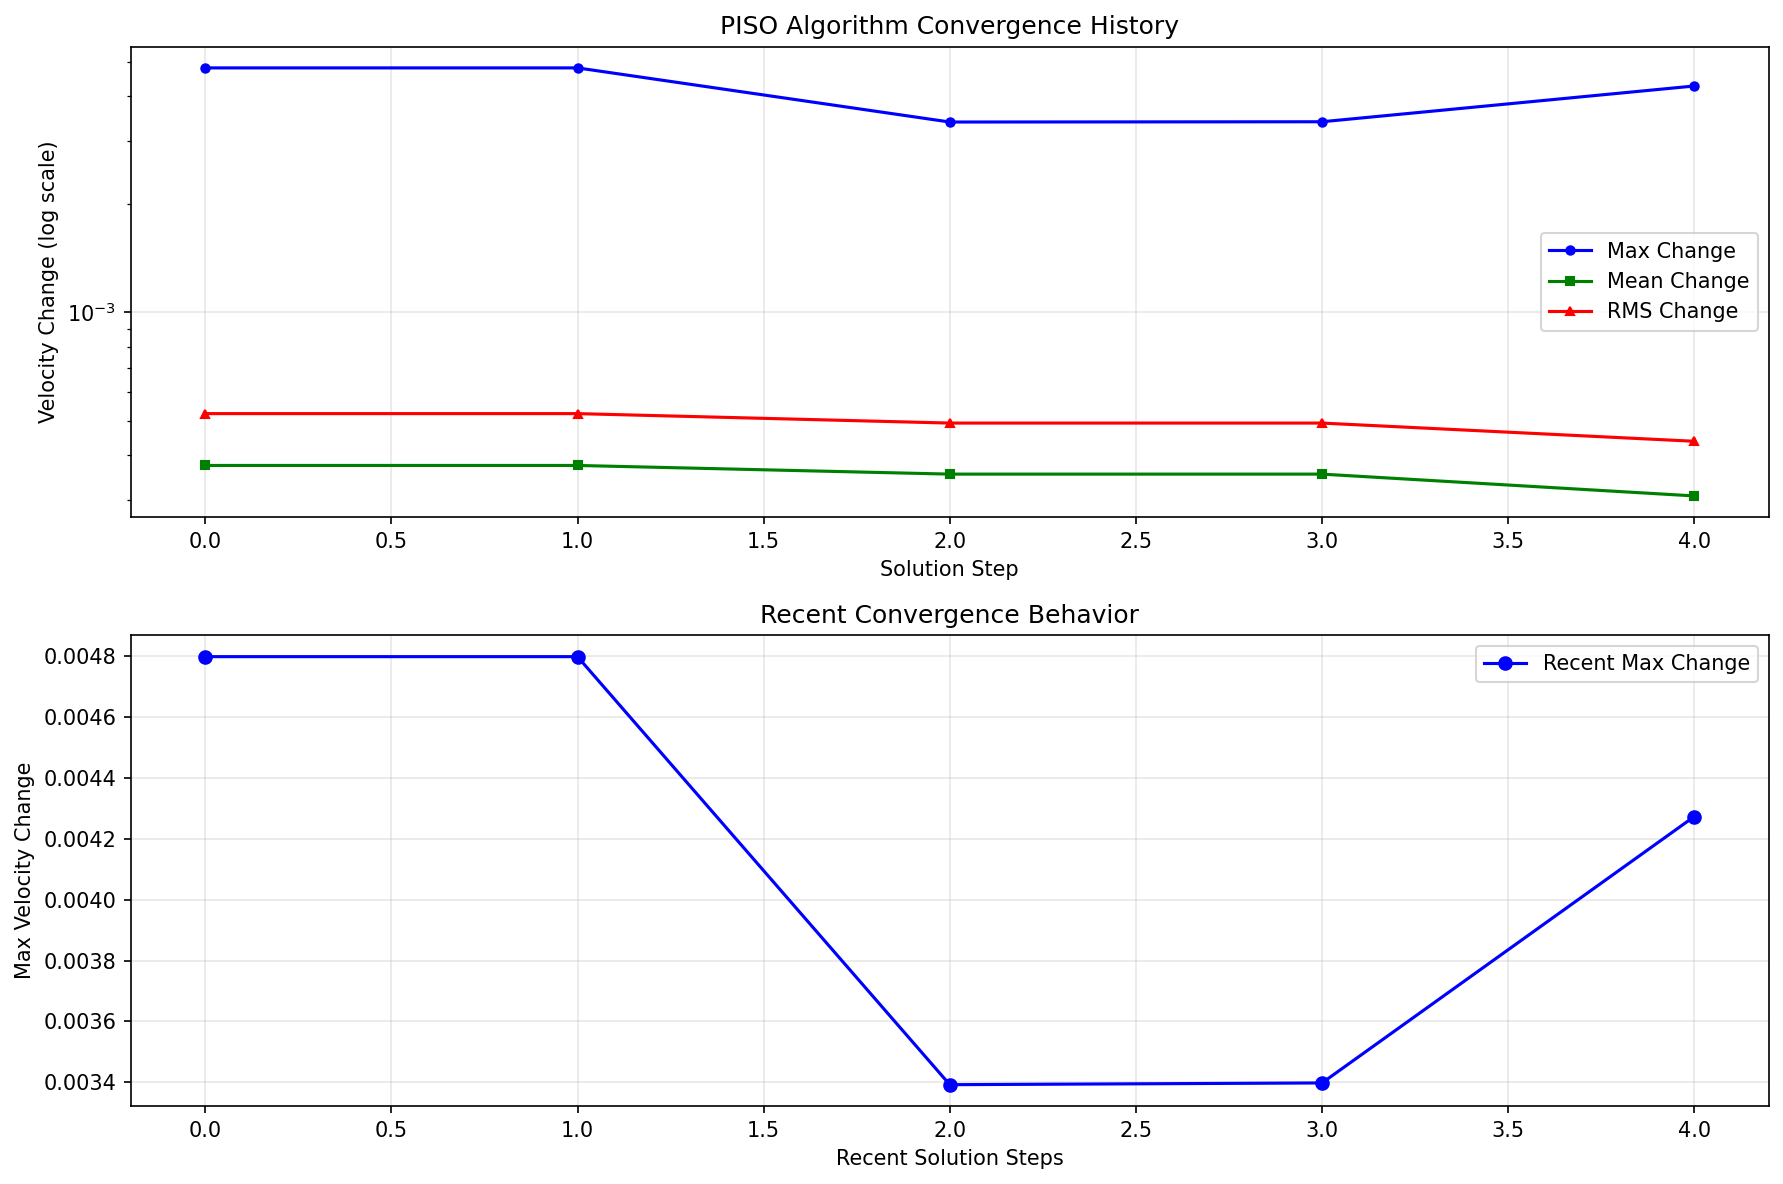 PISO Algorithm Convergence History
Velocity Change (log scale)
10⁻³
Max Change
Mean Change
RMS Change
0.0 0.5 1.0 1.5 2.0 2.5 3.0 3.5 4.0
Solution Step
Recent Convergence Behavior
Max Velocity Change
0.0048
0.0046
0.0044
0.0042
0.0040
0.0038
0.0036
0.0034
Recent Max Change
0.0 0.5 1.0 1.5 2.0 2.5 3.0 3.5 4.0
Recent Solution Steps